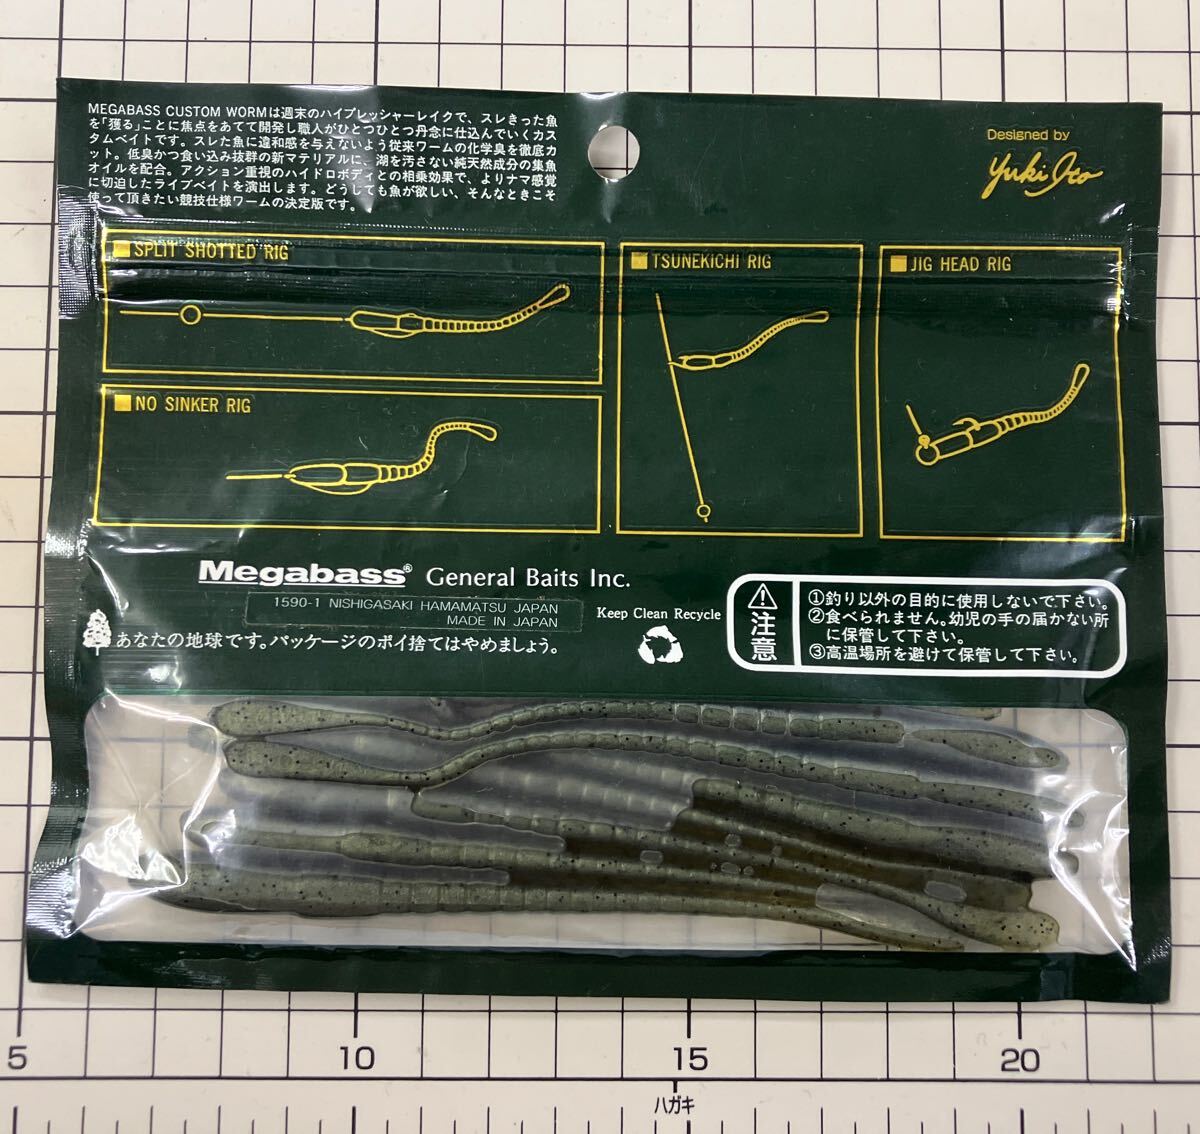 MEGABASS CUSTOM WORMは週末のハイプレッシャーレイクで、スレきった魚
を「獲る」ことに焦点をあてて開発し職人がひとつひとつ丹念に仕込んでいくカス
タムベイトです。スレた魚に違和感を与えないよう従来ワームの化学臭を徹底カ
ット。低臭かつ食い込み抜群の新マテリアルに、湖を汚さない純天然成分の集魚
オイルを配合。アクション重視のハイドロボディとの相乗効果で、よりナマ感覚
に切迫したライブベイトを演出します。どうしても魚が欲しい、そんなときこそ
使って頂きたい競技仕様ワームの決定版です。
Designed by
Yuki Ito
SPLIT SHOTTED RIG
TSUNEKICHI RIG
JIG HEAD RIG
NO SINKER RIG
Megabass® General Baits Inc.
1590-1 NISHIGASAKI HAMAMATSU JAPAN
MADE IN JAPAN
あなたの地球です。パッケージのポイ捨てはやめましょう。
Keep Clean Recycle
注意
①釣り以外の目的に使用しないで下さい。
②食べられません。幼児の手の届かない所
に保管して下さい。
③高温場所を避けて保管して下さい。
5 10 15 20
ハガキ